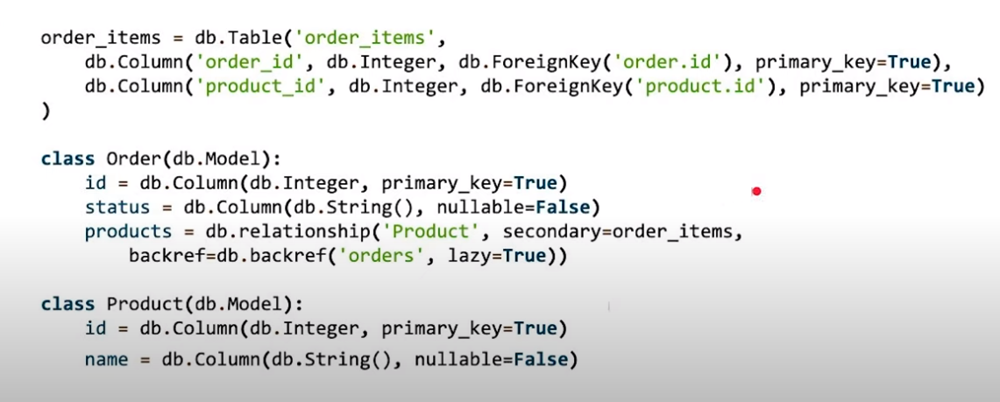 order_items = db.Table('order_items',
    db.Column('order_id', db.Integer, db.ForeignKey('order.id'), primary_key=True),
    db.Column('product_id', db.Integer, db.ForeignKey('product.id'), primary_key=True)
)
class Order(db.Model):
    id = db.Column(db.Integer, primary_key=True)
    status = db.Column(db.String(), nullable=False)
    products = db.relationship('Product', secondary=order_items,
        backref=db.backref('orders', lazy=True))
class Product(db.Model):
    id = db.Column(db.Integer, primary_key=True)
    name = db.Column(db.String(), nullable=False)